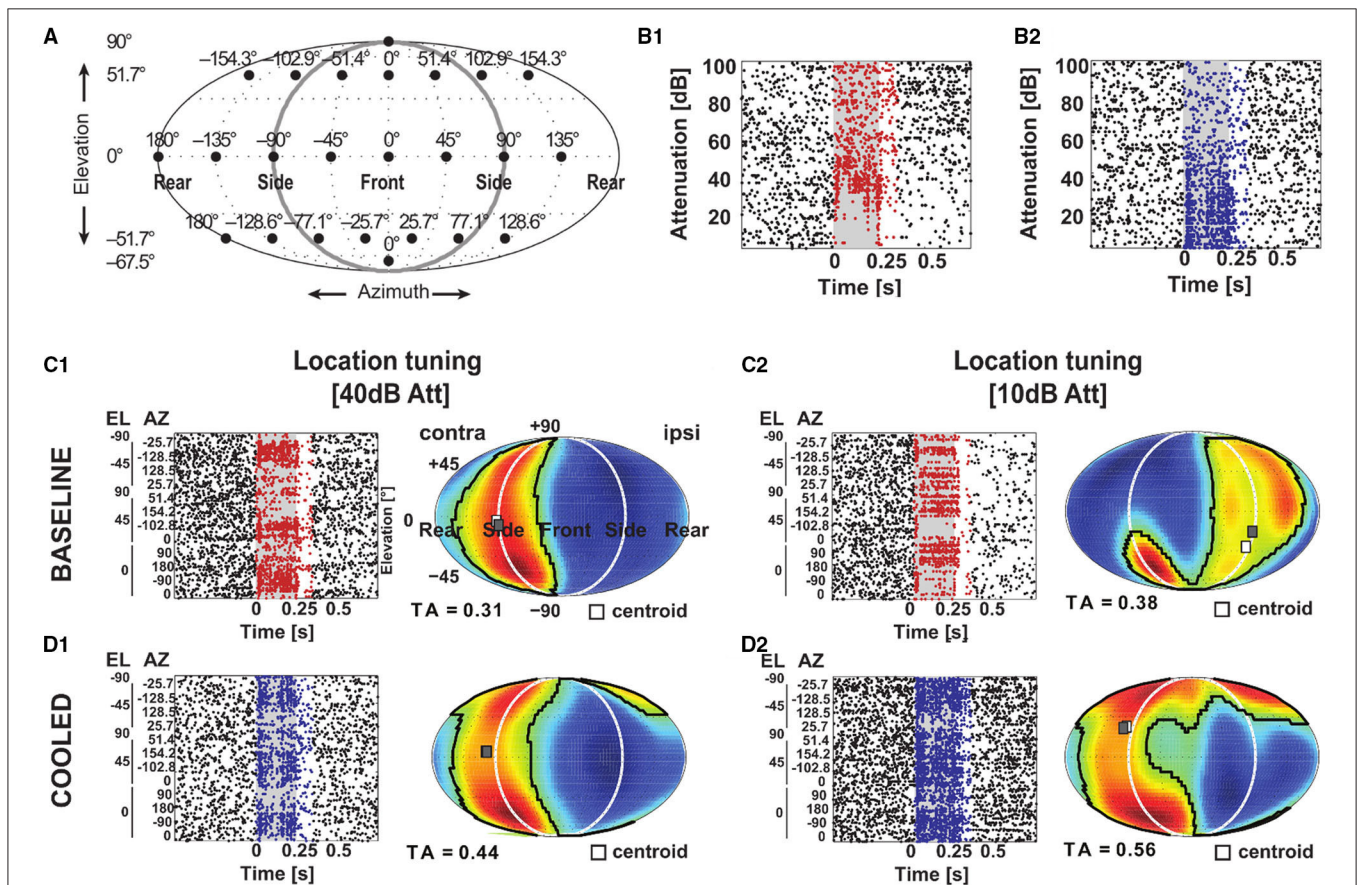 A
90°
51.7°
0°
−51.7°
−67.5°
Elevation
−154.3° −102.9° −51.4° 0° 51.4° 102.9° 154.3°
180° −135° −90° −45° 0° 45° 90° 135°
Rear Side Front Side Rear
180° −128.6° −77.1° −25.7° 25.7° 77.1° 128.6°
0°
Azimuth
B1
Attenuation [dB]
100
80
60
40
20
0 0.25 0.5
Time [s]
B2
Attenuation [dB]
100
80
60
40
20
0 0.25 0.5
Time [s]
C1
Location tuning
[40dB Att]
BASELINE
EL AZ
-90
-45
90
45
0
-25.7
-128.5
128.5
25.7
51.4
154.2
-102.8
0
90
180
-90
0
0 0.25 0.5
Time [s]
Elevation [°]
contra +90 ipsi
+45
0
Rear Side Front Side Rear
−45
−90
TA = 0.31
centroid
C2
Location tuning
[10dB Att]
EL AZ
-90
-45
90
45
0
-25.7
-128.5
128.5
25.7
51.4
154.2
-102.8
0
90
180
-90
0
0 0.25 0.5
Time [s]
TA = 0.38
centroid
D1
COOLED
EL AZ
-90
-45
90
45
0
-25.7
-128.5
128.5
25.7
51.4
154.2
-102.8
0
90
180
-90
0
0 0.25 0.5
Time [s]
TA = 0.44
centroid
D2
EL AZ
-90
-45
90
45
0
-25.7
-128.5
128.5
25.7
51.4
154.2
-102.8
0
90
180
-90
0
0 0.25 0.5
Time [s]
TA = 0.56
centroid